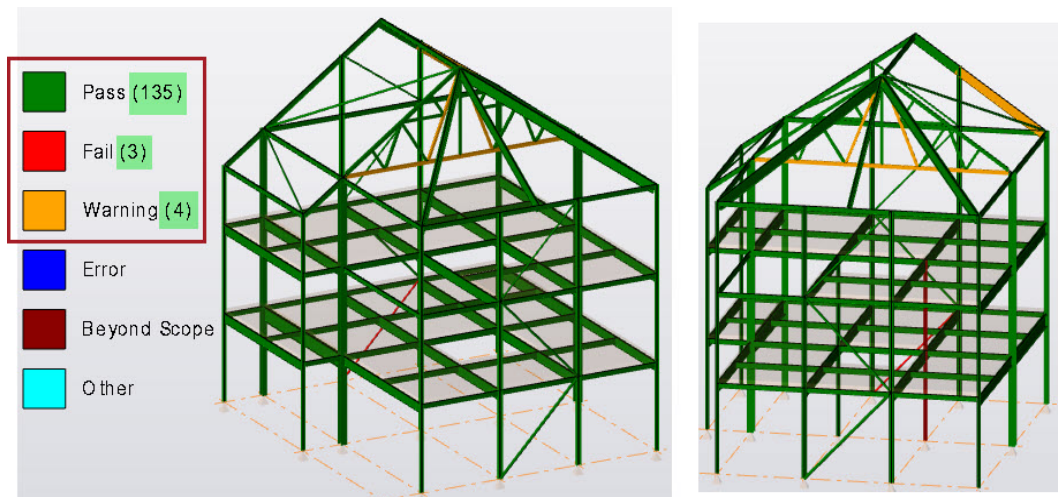 Pass (135)
Fail (3)
Warning (4)
Error
Beyond Scope
Other